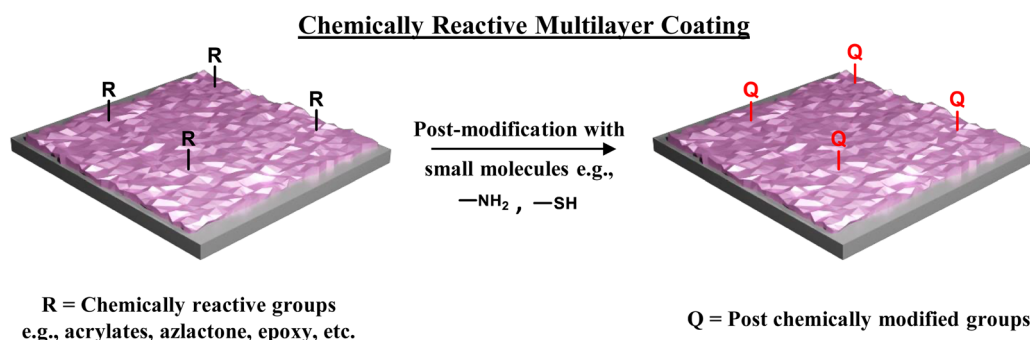 Chemically Reactive Multilayer Coating
R
R
R
R
Post-modification with
small molecules e.g.,
—NH₂ , —SH
Q
Q
Q
Q
R = Chemically reactive groups
e.g., acrylates, azlactone, epoxy, etc.
Q = Post chemically modified groups